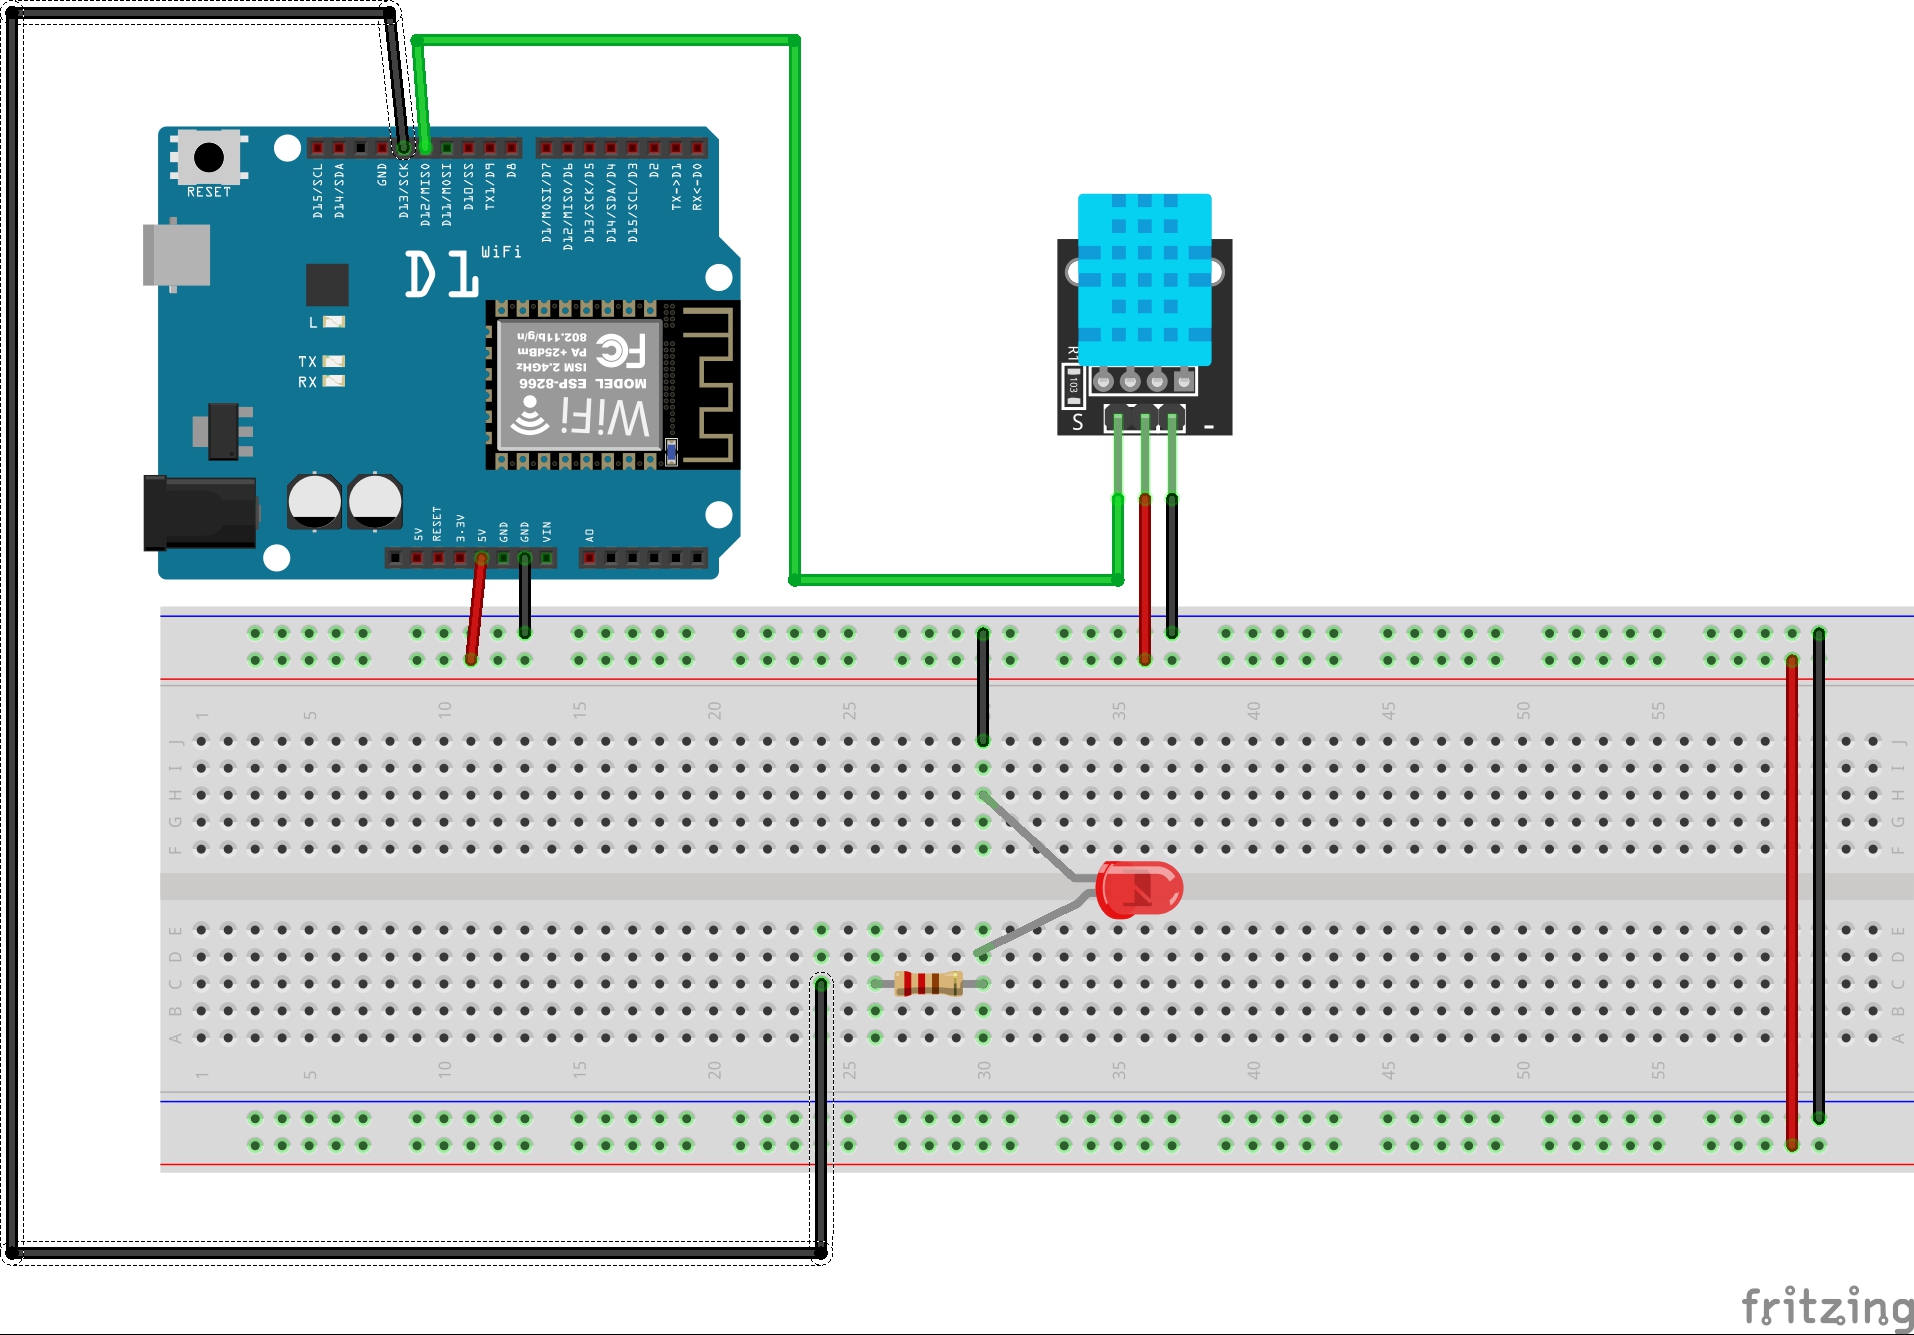 RESET
D15/SCL
D14/SDA
GND
D13/SCK
D12/MISO
D11/MOSI
D10/SS
TX1/D9
D8
D1/MOSI/D7
D12/MISO/D6
D13/SCK/D5
D14/SDA/D4
D15/SCL/D3
D2
TX->D1
RX<-D0
D1
WiFi
L
TX
RX
WiFi
MODEL ESP-8266
ISM 2.4GHz
PA +25dBm
802.11b/g/n
FC
5V
RESET
3.3V
5V
GND
GND
VIN
A0
103
S
-
1 5 10 15 20 25 35 40 45 50 55
J J
I I
H H
G G
F F
E E
D D
C C
B B
A A
1 5 10 15 20 25 30 35 40 45 50 55
fritzing